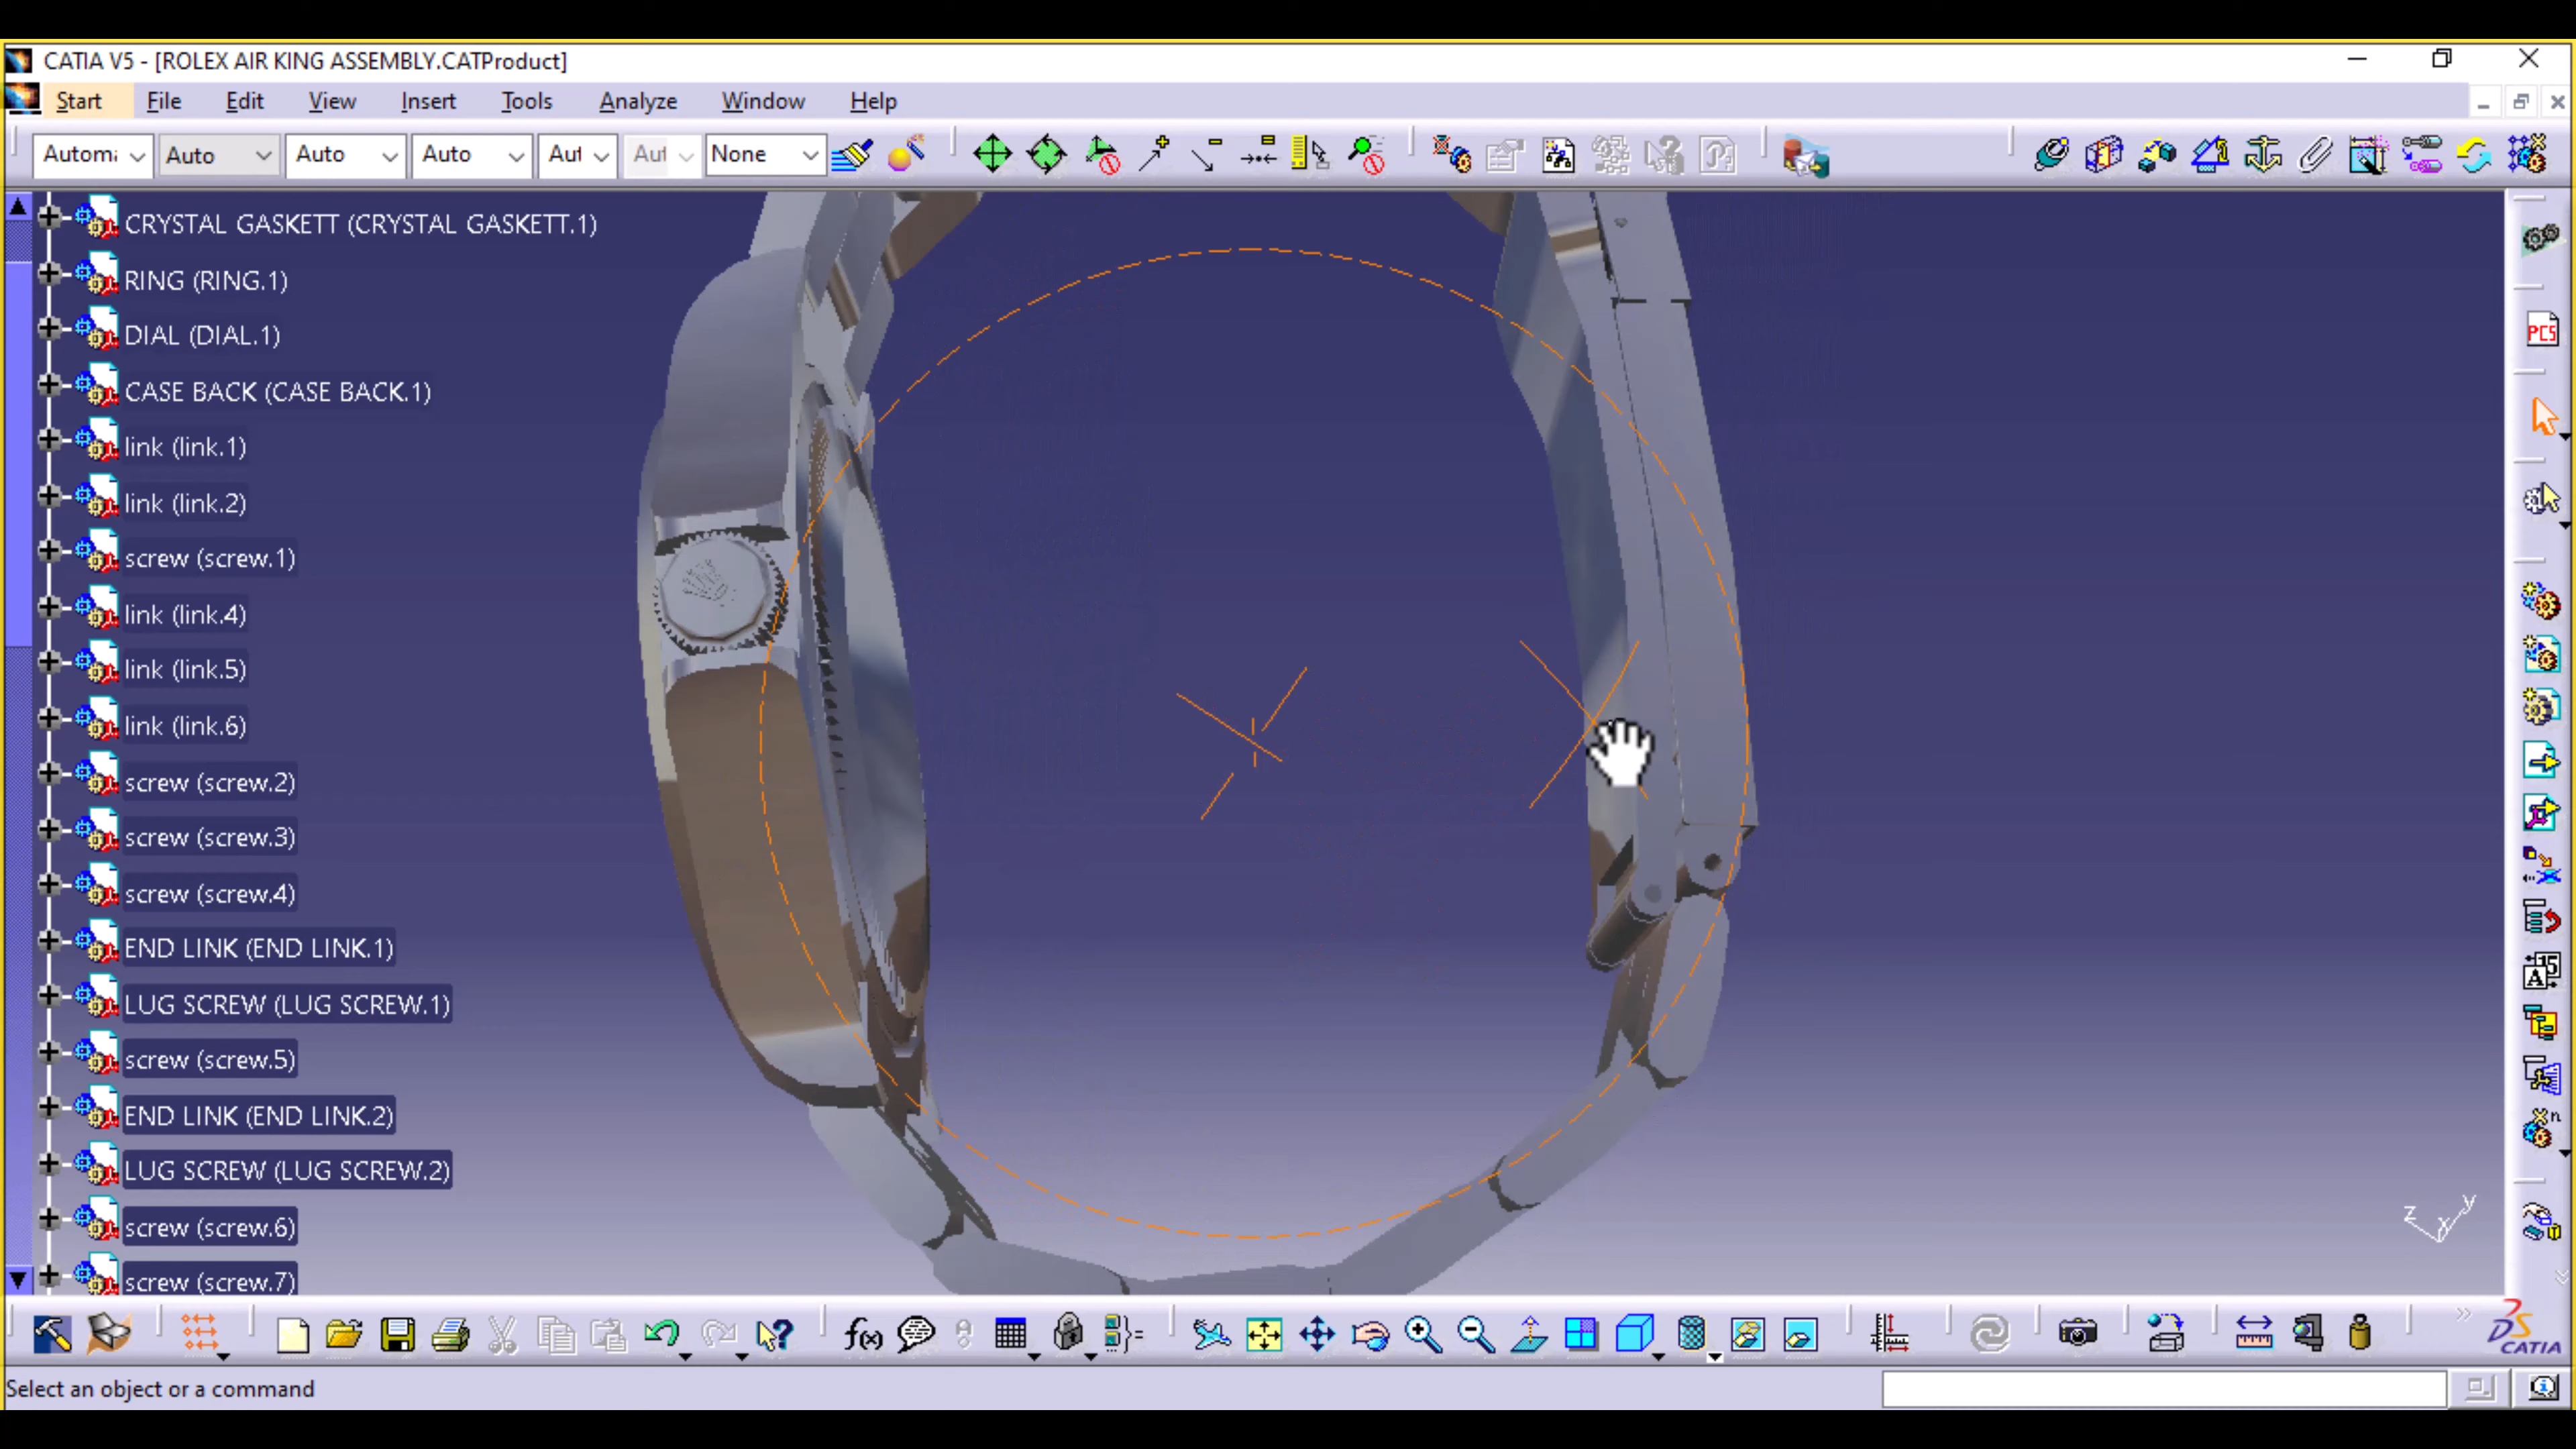 CATIA V5 - [ROLEX AIR KING ASSEMBLY.CATProduct]
Start File Edit View Insert Tools Analyze Window Help
Automa Auto Auto Auto Aut Aut None
CRYSTAL GASKETT (CRYSTAL GASKETT.1)
RING (RING.1)
DIAL (DIAL.1)
CASE BACK (CASE BACK.1)
link (link.1)
link (link.2)
screw (screw.1)
link (link.4)
link (link.5)
link (link.6)
screw (screw.2)
screw (screw.3)
screw (screw.4)
END LINK (END LINK.1)
LUG SCREW (LUG SCREW.1)
screw (screw.5)
END LINK (END LINK.2)
LUG SCREW (LUG SCREW.2)
screw (screw.6)
screw (screw.7)
PCS
z x y
f(x)
CATIA
Select an object or a command